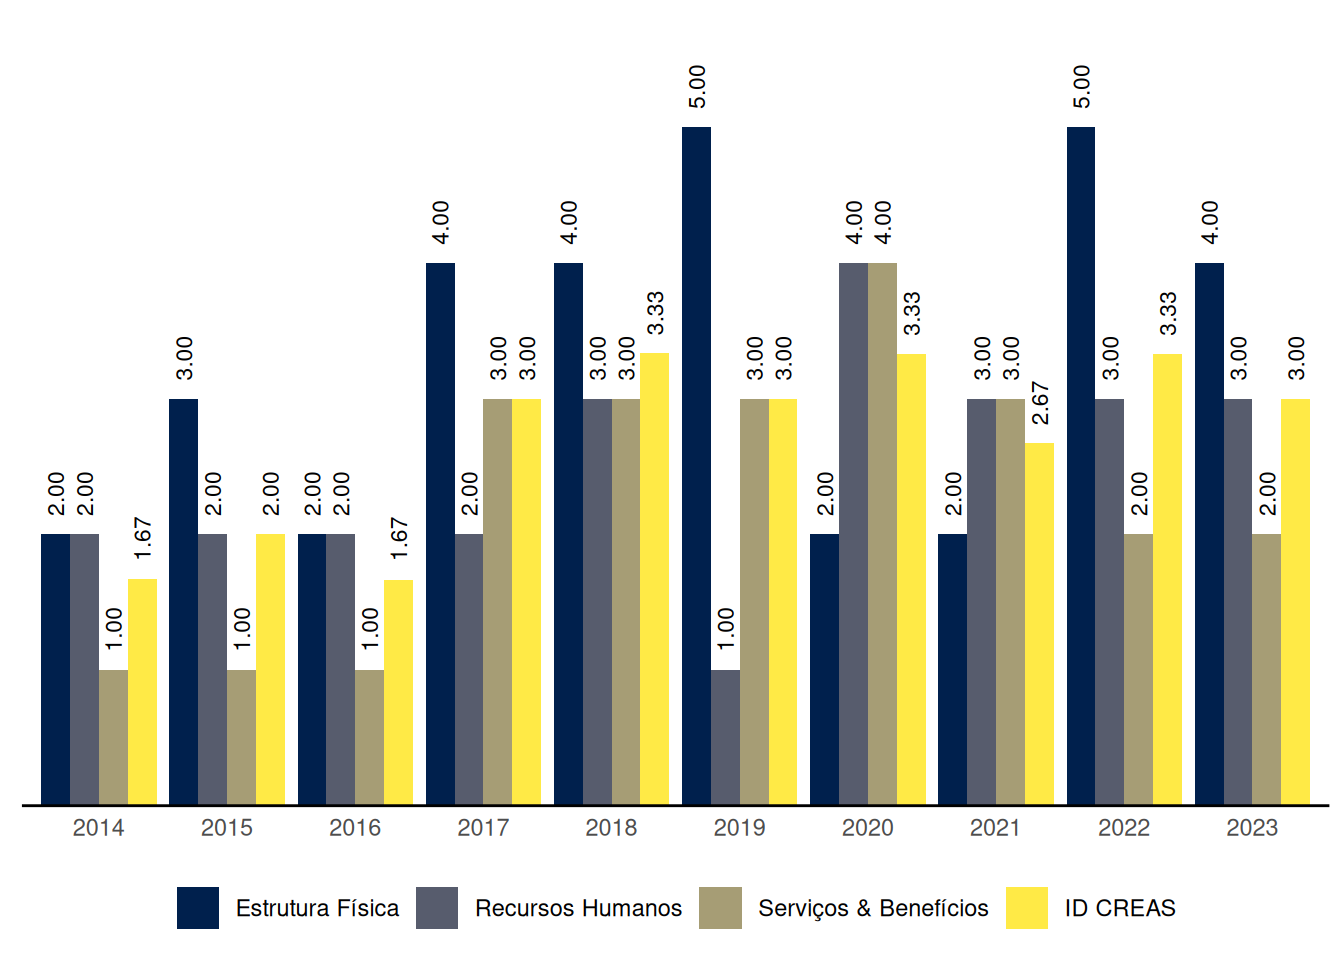 5.00 5.00
4.00 4.00 4.00 4.00 4.00
3.33 3.33 3.33
3.00 3.00 3.00 3.00 3.00 3.00 3.00 3.00 3.00 3.00 3.00 3.00
2.67
2.00 2.00 2.00 2.00 2.00 2.00 2.00 2.00 2.00 2.00 2.00
1.67 1.67
1.00 1.00 1.00 1.00
2014 2015 2016 2017 2018 2019 2020 2021 2022 2023
Estrutura Física Recursos Humanos Serviços & Benefícios ID CREAS